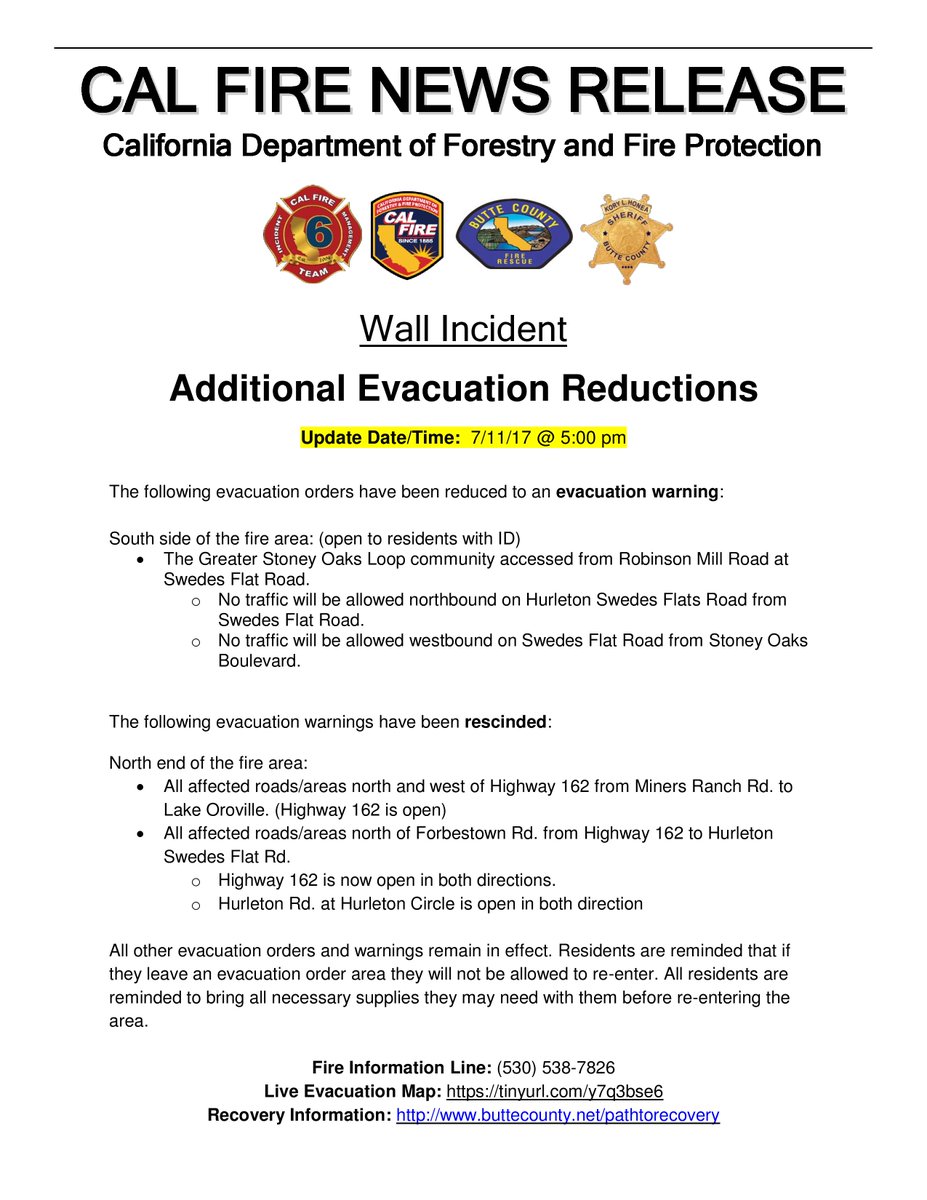 CAL FIRE NEWS RELEASE
California Department of Forestry and Fire Protection
CAL FIRE
INCIDENT
6
MANAGEMENT
TEAM
CALIFORNIA DEPARTMENT OF
FORESTRY & FIRE PROTECTION
CAL
FIRE
SINCE 1885
BUTTE COUNTY
FIRE
RESCUE
KORY L. HONEA
SHERIFF
BUTTE COUNTY
Wall Incident
Additional Evacuation Reductions
Update Date/Time: 7/11/17 @ 5:00 pm
The following evacuation orders have been reduced to an evacuation warning:
South side of the fire area: (open to residents with ID)
• The Greater Stoney Oaks Loop community accessed from Robinson Mill Road at
Swedes Flat Road.
o No traffic will be allowed northbound on Hurleton Swedes Flats Road from
Swedes Flat Road.
o No traffic will be allowed westbound on Swedes Flat Road from Stoney Oaks
Boulevard.
The following evacuation warnings have been rescinded:
North end of the fire area:
• All affected roads/areas north and west of Highway 162 from Miners Ranch Rd. to
Lake Oroville. (Highway 162 is open)
• All affected roads/areas north of Forbestown Rd. from Highway 162 to Hurleton
Swedes Flat Rd.
o Highway 162 is now open in both directions.
o Hurleton Rd. at Hurleton Circle is open in both direction
All other evacuation orders and warnings remain in effect. Residents are reminded that if
they leave an evacuation order area they will not be allowed to re-enter. All residents are
reminded to bring all necessary supplies they may need with them before re-entering the
area.
Fire Information Line: (530) 538-7826
Live Evacuation Map: https://tinyurl.com/y7q3bse6
Recovery Information: http://www.buttecounty.net/pathtorecovery